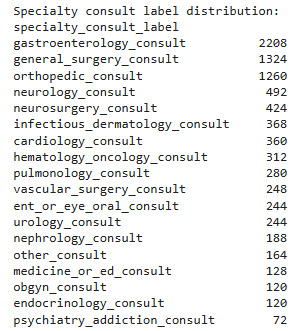 Specialty consult label distribution:
specialty_consult_label
gastroenterology_consult 2208
general_surgery_consult 1324
orthopedic_consult 1260
neurology_consult 492
neurosurgery_consult 424
infectious_dermatology_consult 368
cardiology_consult 360
hematology_oncology_consult 312
pulmonology_consult 280
vascular_surgery_consult 248
ent_or_eye_oral_consult 244
urology_consult 244
nephrology_consult 188
other_consult 164
medicine_or_ed_consult 128
obgyn_consult 120
endocrinology_consult 120
psychiatry_addiction_consult 72